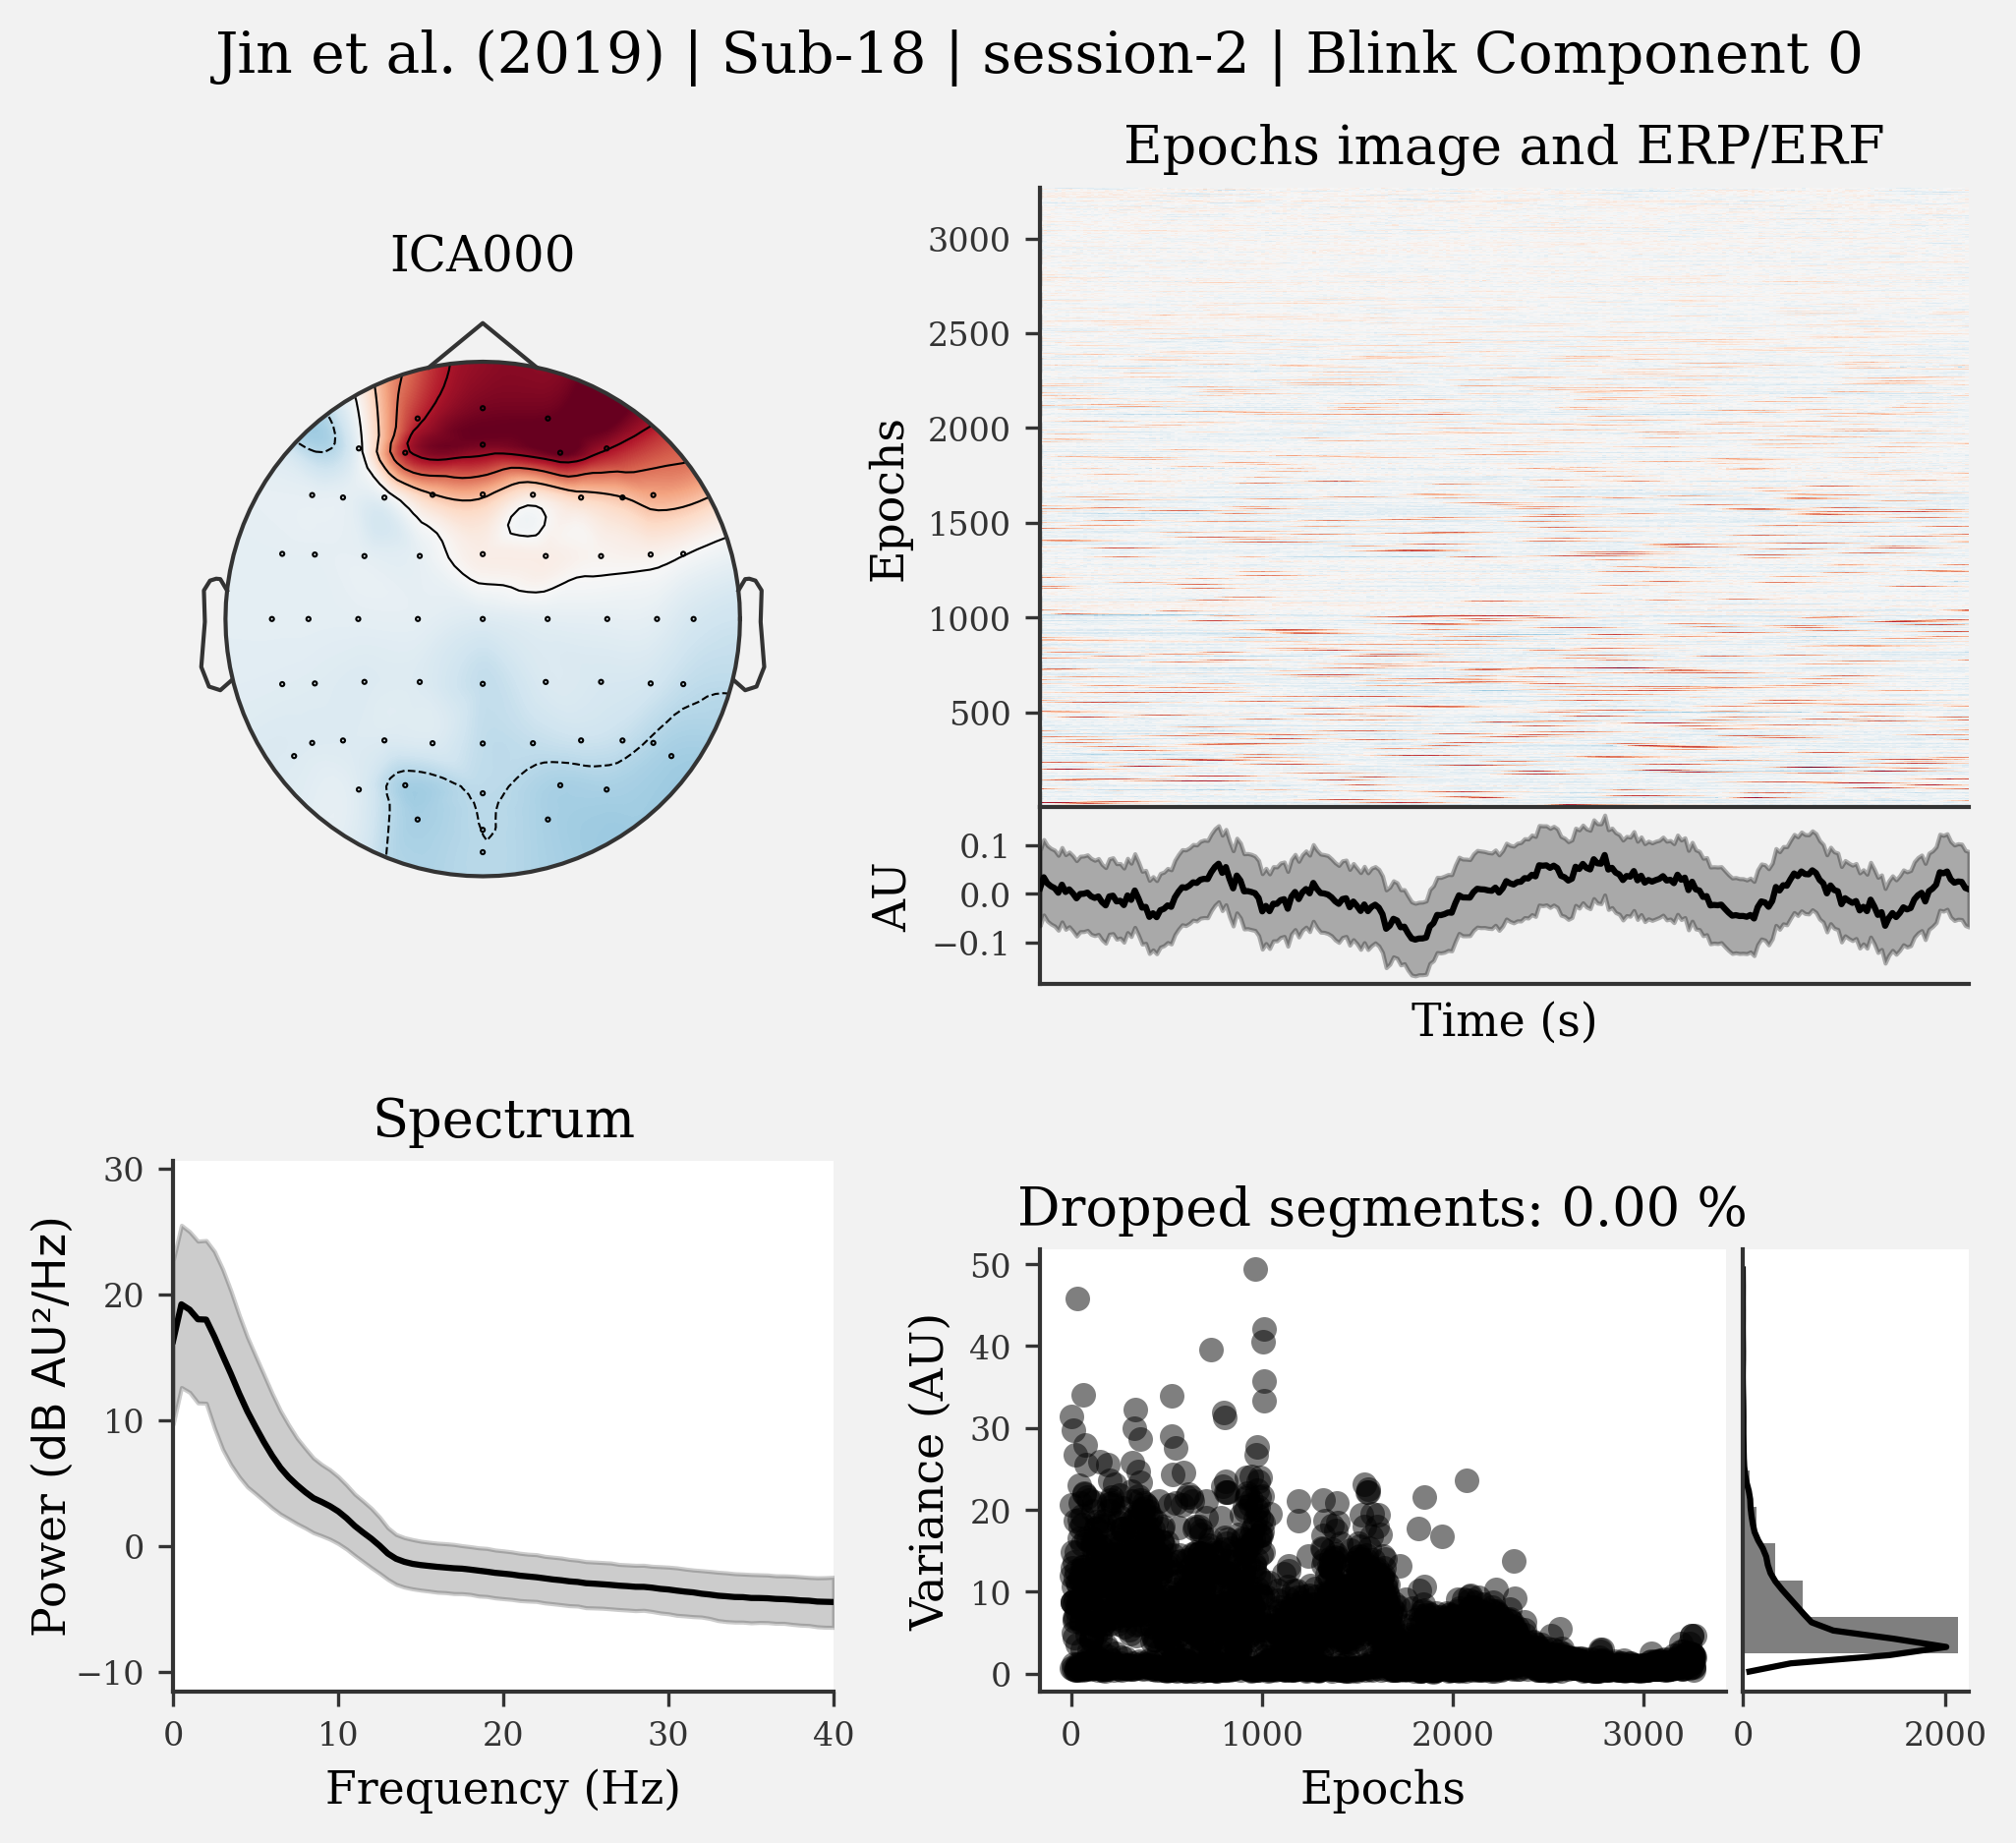 Jin et al. (2019) | Sub-18 | session-2 | Blink Component 0
ICA000
Epochs image and ERP/ERF
Epochs
3000
2500
2000
1500
1000
500
AU
0.1
0.0
−0.1
Time (s)
Spectrum
Power (dB AU²/Hz)
30
20
10
0
−10
0 10 20 30 40
Frequency (Hz)
Dropped segments: 0.00 %
Variance (AU)
50
40
30
20
10
0
0 1000 2000 3000
0 2000
Epochs